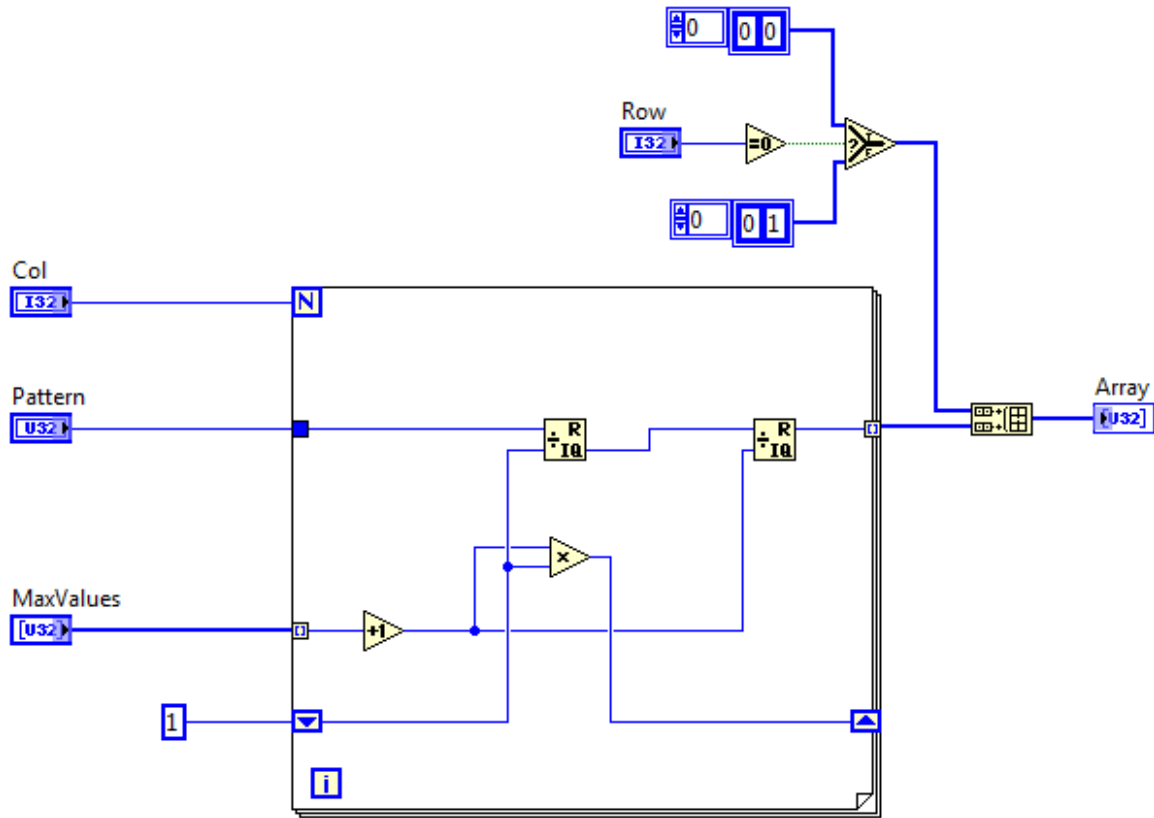 0 0 0
Row
I32 =0 ? T F
0 0 1
Col
I32 N
Pattern Array
U32 ÷ R IQ ÷ R IQ [U32]
×
MaxValues
[U32] +1
1
i